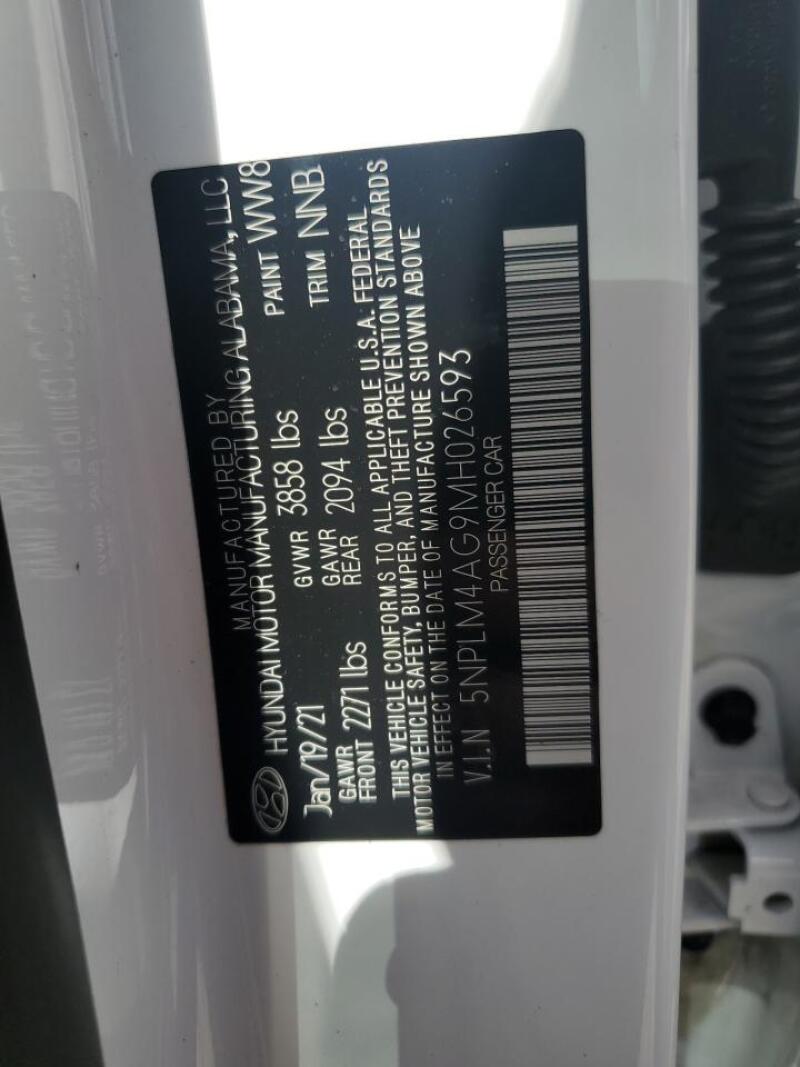 MANUFACTURED BY
HYUNDAI MOTOR MANUFACTURING ALABAMA, LLC
Jan/19/21 GVWR 3858 lbs PAINT WW8
GAWR FRONT 2271 lbs GAWR REAR 2094 lbs TRIM NNB
THIS VEHICLE CONFORMS TO ALL APPLICABLE U.S.A. FEDERAL
MOTOR VEHICLE SAFETY, BUMPER, AND THEFT PREVENTION STANDARDS
IN EFFECT ON THE DATE OF MANUFACTURE SHOWN ABOVE
V.I.N 5NPLM4AG9MH026593
PASSENGER CAR